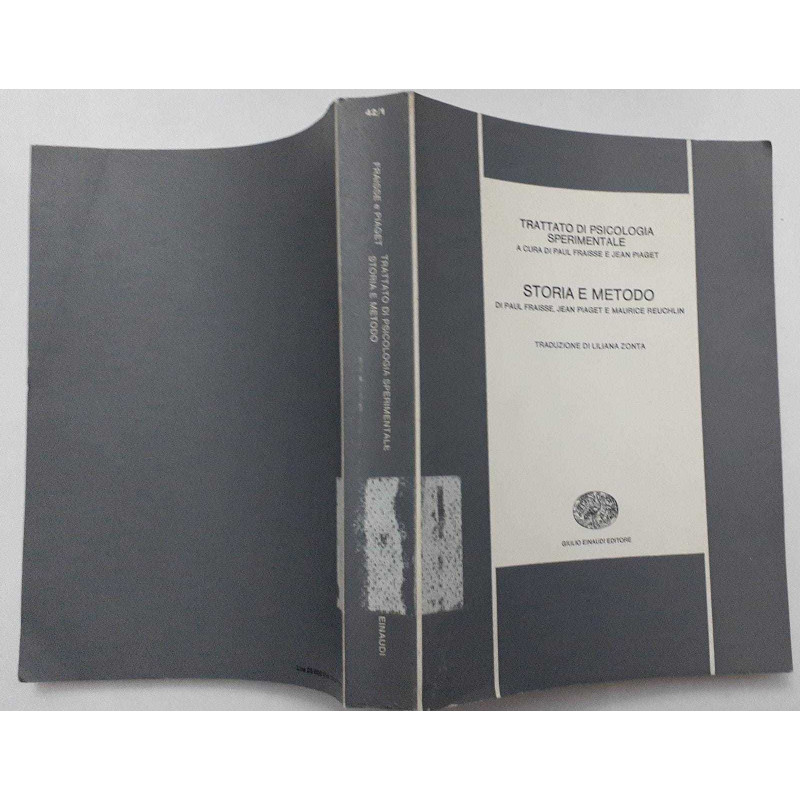 42/1
FRAISSE e PIAGET TRATTATO DI PSICOLOGIA SPERIMENTALE
STORIA E METODO
EINAUDI
TRATTATO DI PSICOLOGIA
SPERIMENTALE
A CURA DI PAUL FRAISSE E JEAN PIAGET
STORIA E METODO
DI PAUL FRAISSE, JEAN PIAGET E MAURICE REUCHLIN
TRADUZIONE DI LILIANA ZONTA
GIULIO EINAUDI EDITORE